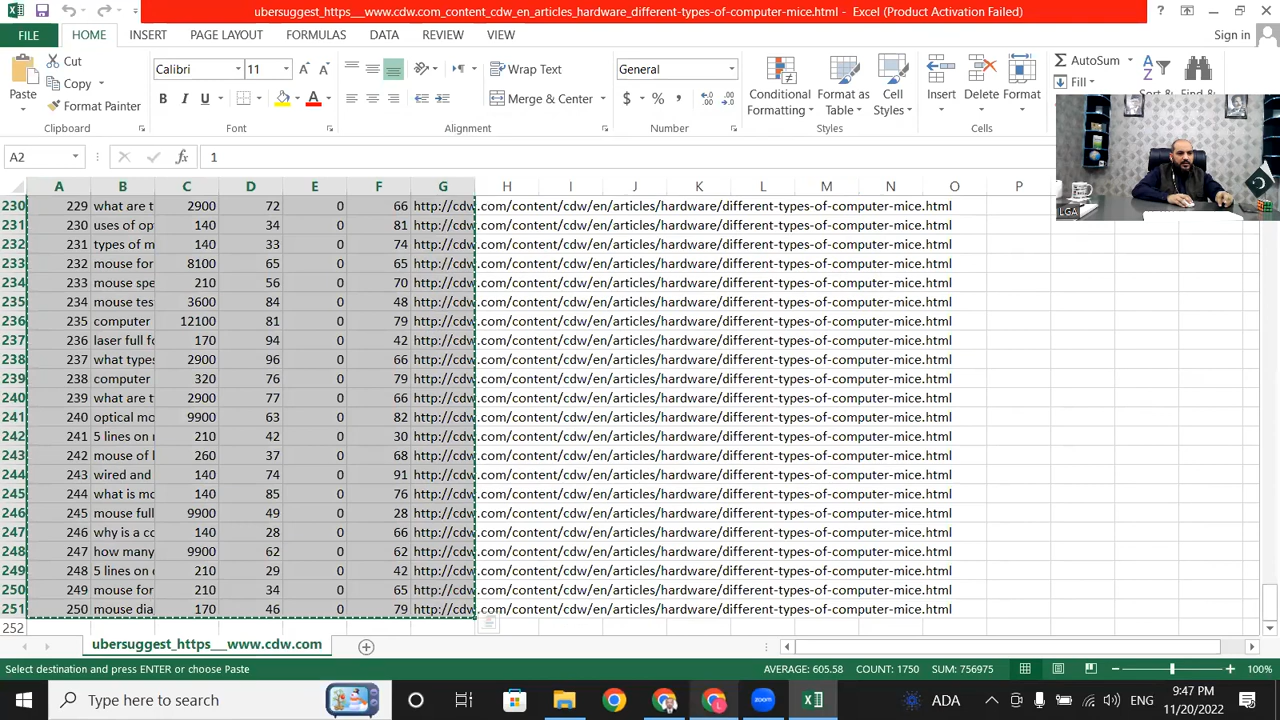 ubersuggest_https___www.cdw.com_content_cdw_en_articles_hardware_different-types-of-computer-mice.html - Excel (Product Activation Failed)
FILE HOME INSERT PAGE LAYOUT FORMULAS DATA REVIEW VIEW Sign in
Cut
Copy
Format Painter
Paste
Clipboard
Calibri 11
B I U
Font
Wrap Text
Merge & Center
Alignment
General
$ % ,
Number
Conditional Formatting
Format as Table
Cell Styles
Styles
Insert Delete Format
Cells
AutoSum
Fill
A2 1
A B C D E F G H I J K L M N O P
230 229 what are t 2900 72 0 66 http://cdw.com/content/cdw/en/articles/hardware/different-types-of-computer-mice.html
231 230 uses of op 140 34 0 81 http://cdw.com/content/cdw/en/articles/hardware/different-types-of-computer-mice.html
232 231 types of m 140 33 0 74 http://cdw.com/content/cdw/en/articles/hardware/different-types-of-computer-mice.html
233 232 mouse for 8100 65 0 65 http://cdw.com/content/cdw/en/articles/hardware/different-types-of-computer-mice.html
234 233 mouse spe 210 56 0 70 http://cdw.com/content/cdw/en/articles/hardware/different-types-of-computer-mice.html
235 234 mouse tes 3600 84 0 48 http://cdw.com/content/cdw/en/articles/hardware/different-types-of-computer-mice.html
236 235 computer 12100 81 0 79 http://cdw.com/content/cdw/en/articles/hardware/different-types-of-computer-mice.html
237 236 laser full fo 170 94 0 42 http://cdw.com/content/cdw/en/articles/hardware/different-types-of-computer-mice.html
238 237 what types 2900 96 0 66 http://cdw.com/content/cdw/en/articles/hardware/different-types-of-computer-mice.html
239 238 computer 320 76 0 79 http://cdw.com/content/cdw/en/articles/hardware/different-types-of-computer-mice.html
240 239 what are t 2900 77 0 66 http://cdw.com/content/cdw/en/articles/hardware/different-types-of-computer-mice.html
241 240 optical mo 9900 63 0 82 http://cdw.com/content/cdw/en/articles/hardware/different-types-of-computer-mice.html
242 241 5 lines on 210 42 0 30 http://cdw.com/content/cdw/en/articles/hardware/different-types-of-computer-mice.html
243 242 mouse of l 260 37 0 68 http://cdw.com/content/cdw/en/articles/hardware/different-types-of-computer-mice.html
244 243 wired and 140 74 0 91 http://cdw.com/content/cdw/en/articles/hardware/different-types-of-computer-mice.html
245 244 what is mo 140 85 0 76 http://cdw.com/content/cdw/en/articles/hardware/different-types-of-computer-mice.html
246 245 mouse full 9900 49 0 28 http://cdw.com/content/cdw/en/articles/hardware/different-types-of-computer-mice.html
247 246 why is a co 140 28 0 66 http://cdw.com/content/cdw/en/articles/hardware/different-types-of-computer-mice.html
248 247 how many 9900 62 0 62 http://cdw.com/content/cdw/en/articles/hardware/different-types-of-computer-mice.html
249 248 5 lines on 210 29 0 42 http://cdw.com/content/cdw/en/articles/hardware/different-types-of-computer-mice.html
250 249 mouse for 210 34 0 65 http://cdw.com/content/cdw/en/articles/hardware/different-types-of-computer-mice.html
251 250 mouse dia 170 46 0 79 http://cdw.com/content/cdw/en/articles/hardware/different-types-of-computer-mice.html
252
LGA
ubersuggest_https___www.cdw.com
Select destination and press ENTER or choose Paste AVERAGE: 605.58 COUNT: 1750 SUM: 756975 100%
Type here to search
zoom
ADA
ENG
9:47 PM
11/20/2022